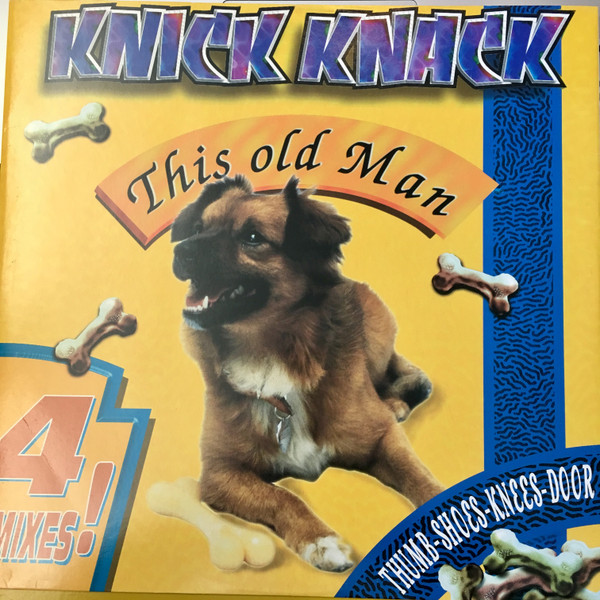 KNICK KNACK
This old Man
4
MIXES!
THUMB-SHOES-KNEES-DOOR